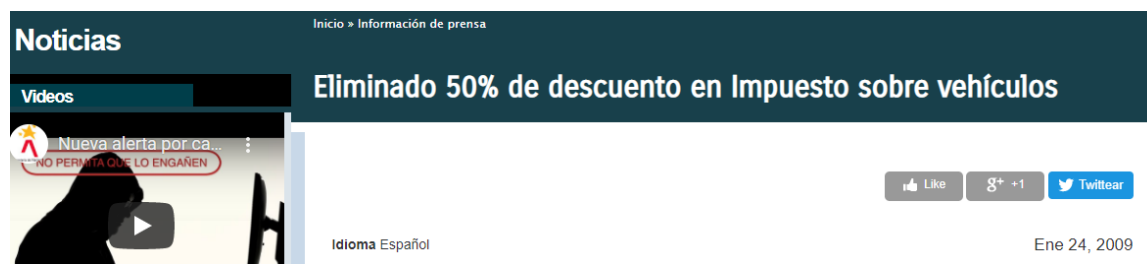 Noticias
Videos
Nueva alerta por ca...
NO PERMITA QUE LO ENGAÑEN
Inicio » Información de prensa
Eliminado 50% de descuento en Impuesto sobre vehículos
Like
g+ +1
Twittear
Idioma Español
Ene 24, 2009